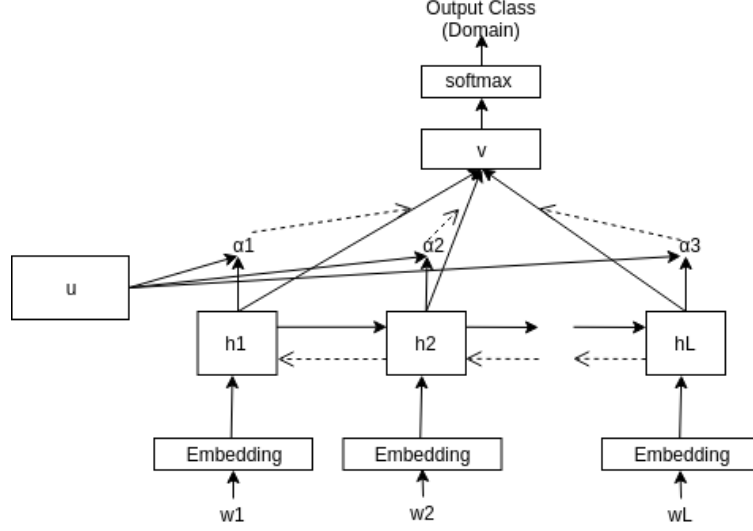 Output Class
(Domain)
softmax
v
α1
α2
α3
u
h1
h2
hL
Embedding
Embedding
Embedding
w1
w2
wL